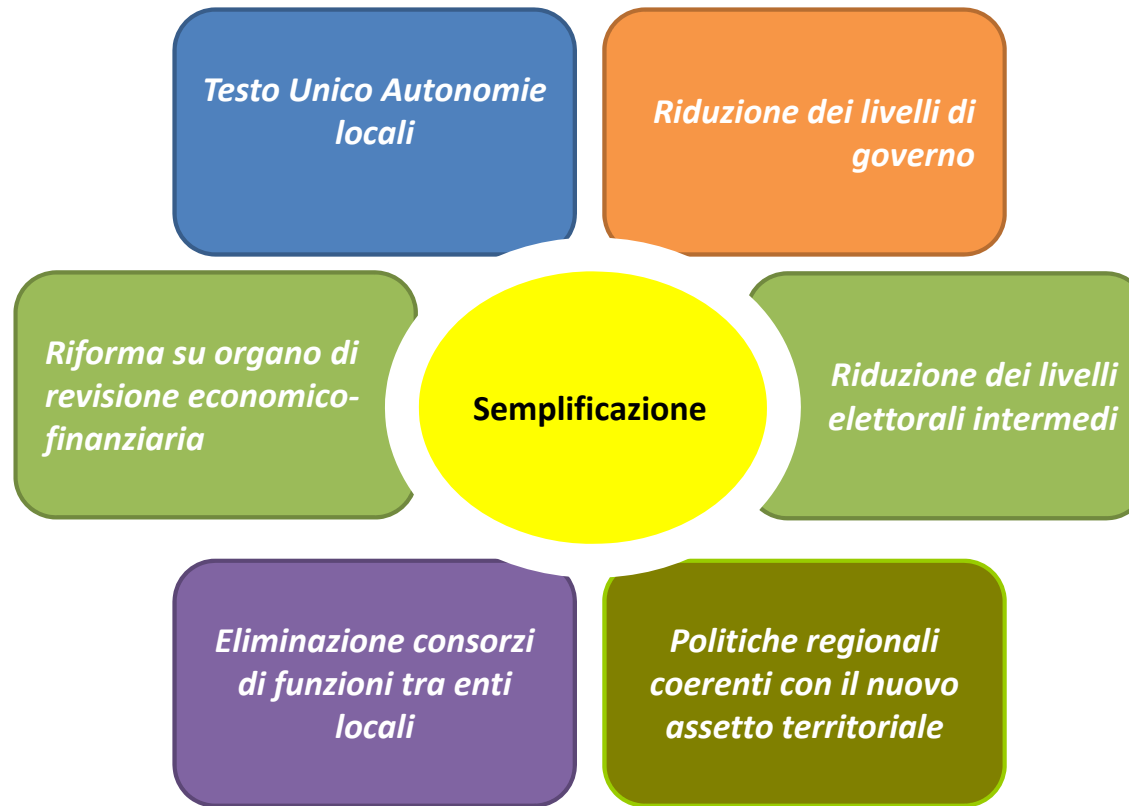 Testo Unico Autonomie
locali
Riduzione dei livelli di
governo
Riforma su organo di
revisione economico-
finanziaria
Semplificazione
Riduzione dei livelli
elettorali intermedi
Eliminazione consorzi
di funzioni tra enti
locali
Politiche regionali
coerenti con il nuovo
assetto territoriale